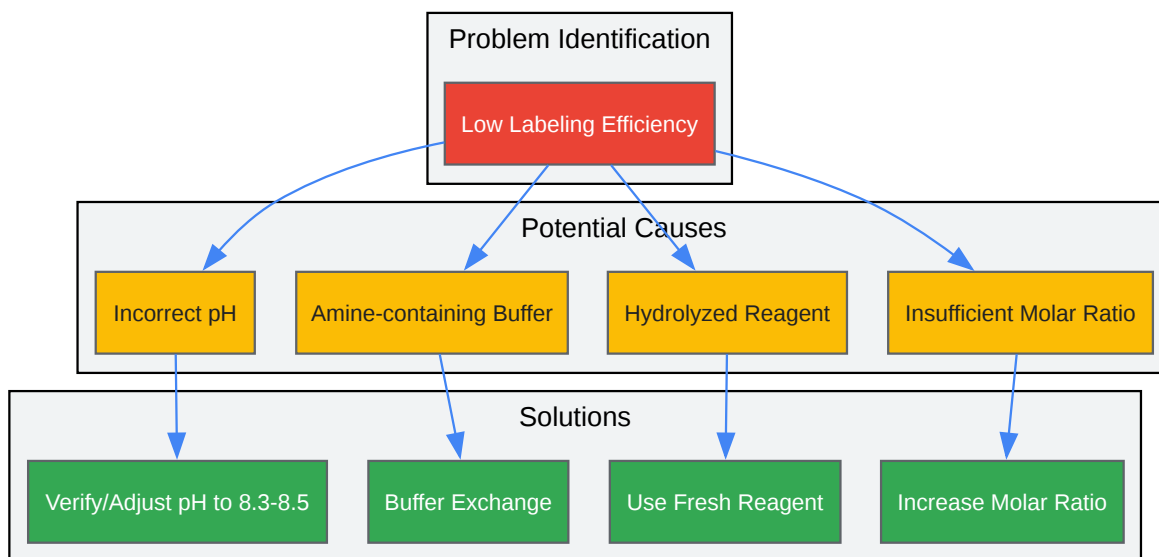 Problem Identification
Low Labeling Efficiency
Potential Causes
Incorrect pH
Amine-containing Buffer
Hydrolyzed Reagent
Insufficient Molar Ratio
Solutions
Verify/Adjust pH to 8.3-8.5
Buffer Exchange
Use Fresh Reagent
Increase Molar Ratio